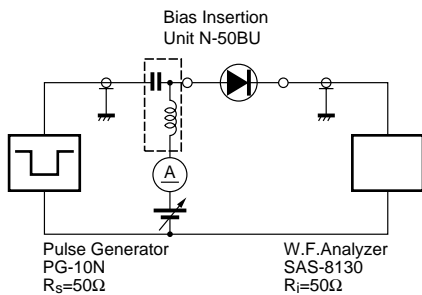 Bias Insertion
Unit N-50BU
A
Pulse Generator
PG-10N
Rs=50Ω
W.F.Analyzer
SAS-8130
Ri=50Ω